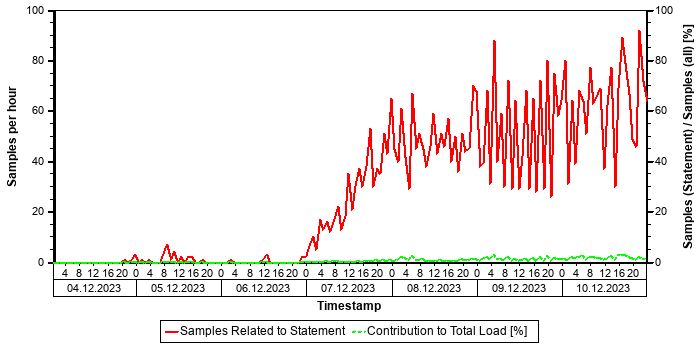 100 100
80 80
60 60
40 40
20 20
0 0
Samples per hour
Samples (Statement) / Samples (all) [%]
4 8 12 16 20 0 4 8 12 16 20 0 4 8 12 16 20 0 4 8 12 16 20 0 4 8 12 16 20 0 4 8 12 16 20 0 4 8 12 16 20
04.12.2023 05.12.2023 06.12.2023 07.12.2023 08.12.2023 09.12.2023 10.12.2023
Timestamp
Samples Related to Statement Contribution to Total Load [%]